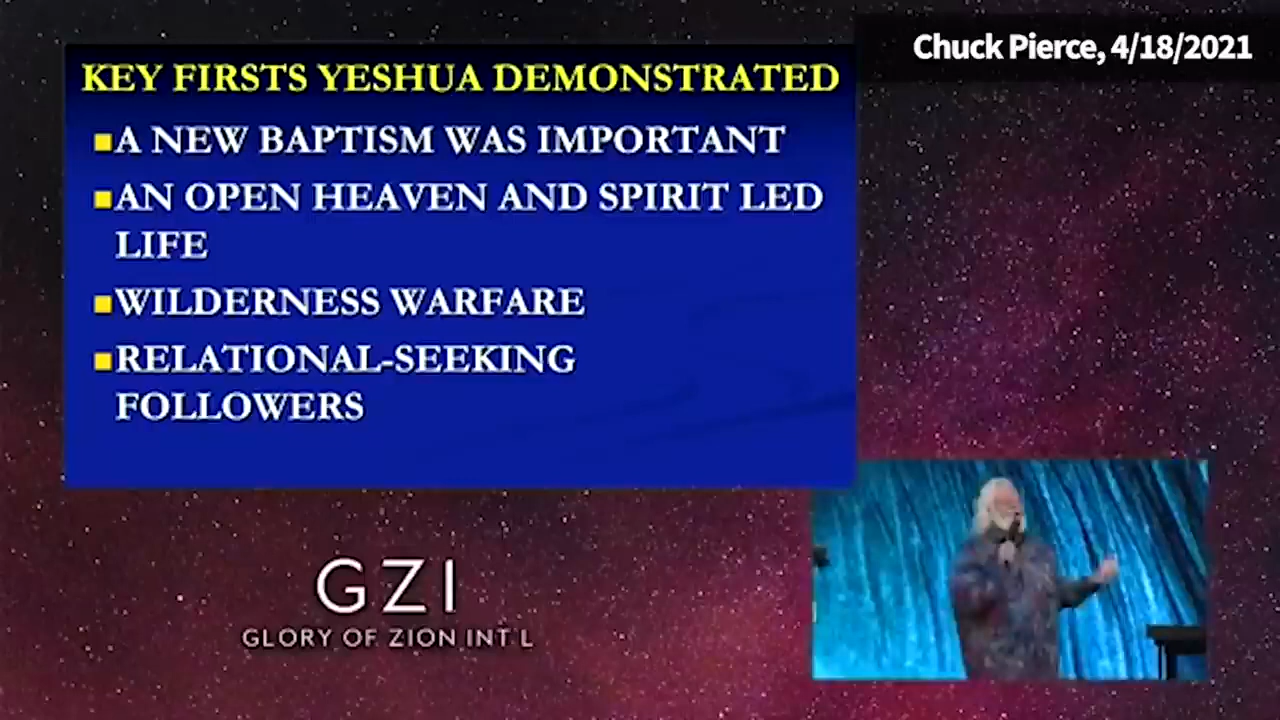 Chuck Pierce, 4/18/2021
KEY FIRSTS YESHUA DEMONSTRATED
A NEW BAPTISM WAS IMPORTANT
AN OPEN HEAVEN AND SPIRIT LED
LIFE
WILDERNESS WARFARE
RELATIONAL-SEEKING
FOLLOWERS
GZI
GLORY OF ZION INT'L